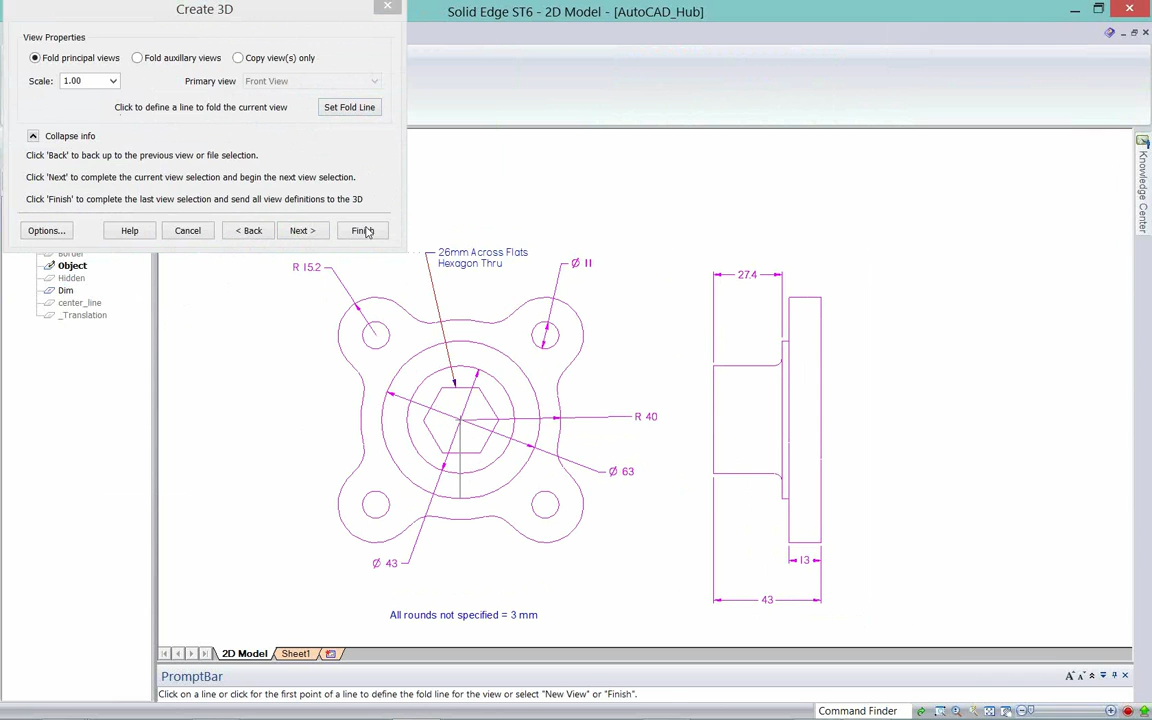 Create 3D
Solid Edge ST6 - 2D Model - [AutoCAD_Hub]
View Properties
Fold principal views
Fold auxillary views
Copy view(s) only
Scale:
1.00
Primary view
Front View
Click to define a line to fold the current view
Set Fold Line
Collapse info
Click 'Back' to back up to the previous view or file selection.
Click 'Next' to complete the current view selection and begin the next view selection.
Click 'Finish' to complete the last view selection and send all view definitions to the 3D
Options...
Help
Cancel
< Back
Next >
Finish
Knowledge Center
Border
Object
Hidden
Dim
center_line
_Translation
26mm Across Flats
Hexagon Thru
R 15.2
Ø 11
27.4
R 40
Ø 63
Ø 43
13
43
All rounds not specified = 3 mm
2D Model
Sheet1
PromptBar
Click on a line or click for the first point of a line to define the fold line for the view or select "New View" or "Finish".
Command Finder